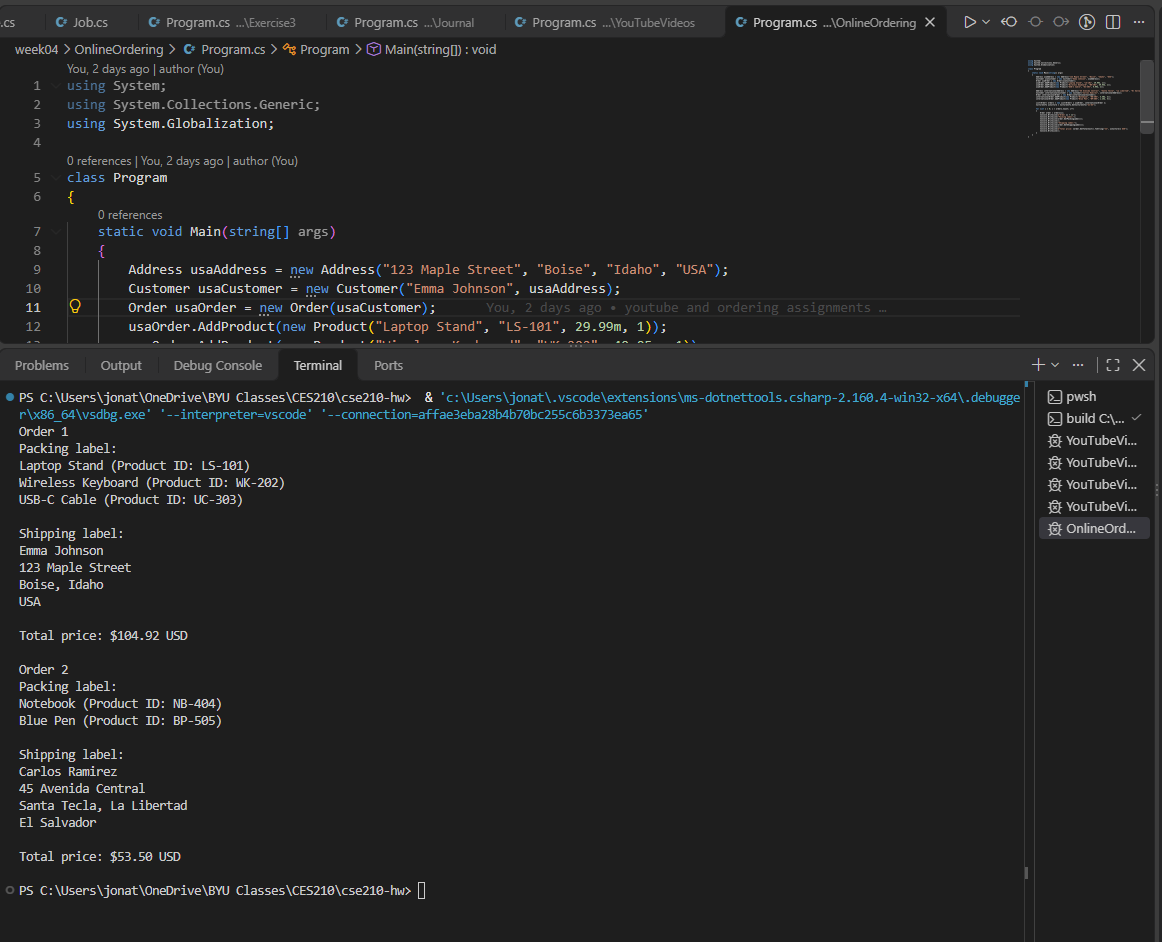 .cs Job.cs Program.cs ...\Exercise3 Program.cs ...\Journal Program.cs ...\YouTubeVideos Program.cs ...\OnlineOrdering
week04 > OnlineOrdering > Program.cs > Program > Main(string[]) : void
You, 2 days ago | author (You)
1 using System;
2 using System.Collections.Generic;
3 using System.Globalization;
4
0 references | You, 2 days ago | author (You)
5 class Program
6 {
0 references
7 static void Main(string[] args)
8 {
9 Address usaAddress = new Address("123 Maple Street", "Boise", "Idaho", "USA");
10 Customer usaCustomer = new Customer("Emma Johnson", usaAddress);
11 Order usaOrder = new Order(usaCustomer); You, 2 days ago • youtube and ordering assignments …
12 usaOrder.AddProduct(new Product("Laptop Stand", "LS-101", 29.99m, 1));
Problems Output Debug Console Terminal Ports
PS C:\Users\jonat\OneDrive\BYU Classes\CES210\cse210-hw> & 'c:\Users\jonat\.vscode\extensions\ms-dotnettools.csharp-2.160.4-win32-x64\.debugge
r\x86_64\vsdbg.exe' '--interpreter=vscode' '--connection=affae3eba28b4b70bc255c6b3373ea65'
Order 1
Packing label:
Laptop Stand (Product ID: LS-101)
Wireless Keyboard (Product ID: WK-202)
USB-C Cable (Product ID: UC-303)
Shipping label:
Emma Johnson
123 Maple Street
Boise, Idaho
USA
Total price: $104.92 USD
Order 2
Packing label:
Notebook (Product ID: NB-404)
Blue Pen (Product ID: BP-505)
Shipping label:
Carlos Ramirez
45 Avenida Central
Santa Tecla, La Libertad
El Salvador
Total price: $53.50 USD
PS C:\Users\jonat\OneDrive\BYU Classes\CES210\cse210-hw>
pwsh
build C:\...
YouTubeVi...
YouTubeVi...
YouTubeVi...
YouTubeVi...
OnlineOrd...